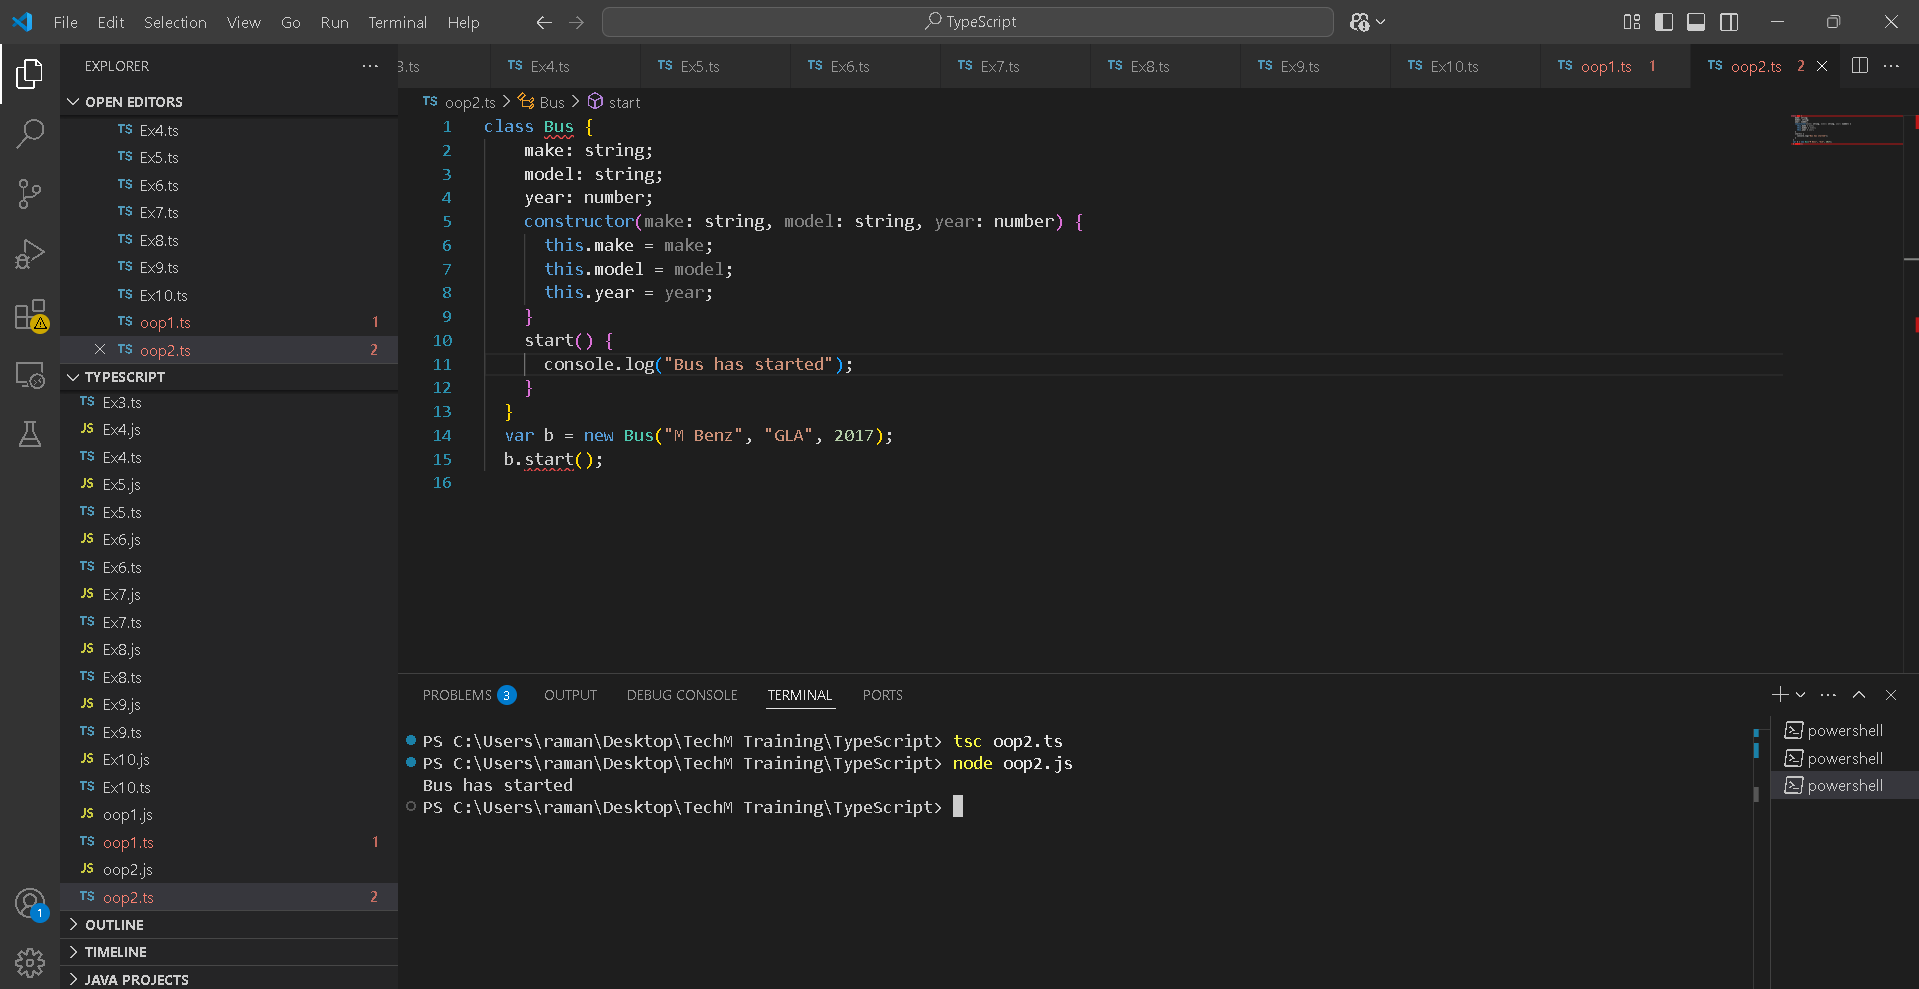 File Edit Selection View Go Run Terminal Help
TypeScript
EXPLORER
OPEN EDITORS
TS Ex4.ts
TS Ex5.ts
TS Ex6.ts
TS Ex7.ts
TS Ex8.ts
TS Ex9.ts
TS Ex10.ts
TS oop1.ts 1
TS oop2.ts 2
TYPESCRIPT
TS Ex3.ts
JS Ex4.js
TS Ex4.ts
JS Ex5.js
TS Ex5.ts
JS Ex6.js
TS Ex6.ts
JS Ex7.js
TS Ex7.ts
JS Ex8.js
TS Ex8.ts
JS Ex9.js
TS Ex9.ts
JS Ex10.js
TS Ex10.ts
JS oop1.js
TS oop1.ts 1
JS oop2.js
TS oop2.ts 2
OUTLINE
TIMELINE
JAVA PROJECTS
1
3.ts TS Ex4.ts TS Ex5.ts TS Ex6.ts TS Ex7.ts TS Ex8.ts TS Ex9.ts TS Ex10.ts TS oop1.ts 1 TS oop2.ts 2
TS oop2.ts > Bus > start
1 class Bus {
2 make: string;
3 model: string;
4 year: number;
5 constructor(make: string, model: string, year: number) {
6 this.make = make;
7 this.model = model;
8 this.year = year;
9 }
10 start() {
11 console.log("Bus has started");
12 }
13 }
14 var b = new Bus("M Benz", "GLA", 2017);
15 b.start();
16
PROBLEMS 3 OUTPUT DEBUG CONSOLE TERMINAL PORTS
PS C:\Users\raman\Desktop\TechM Training\TypeScript> tsc oop2.ts
PS C:\Users\raman\Desktop\TechM Training\TypeScript> node oop2.js
Bus has started
PS C:\Users\raman\Desktop\TechM Training\TypeScript>
powershell
powershell
powershell